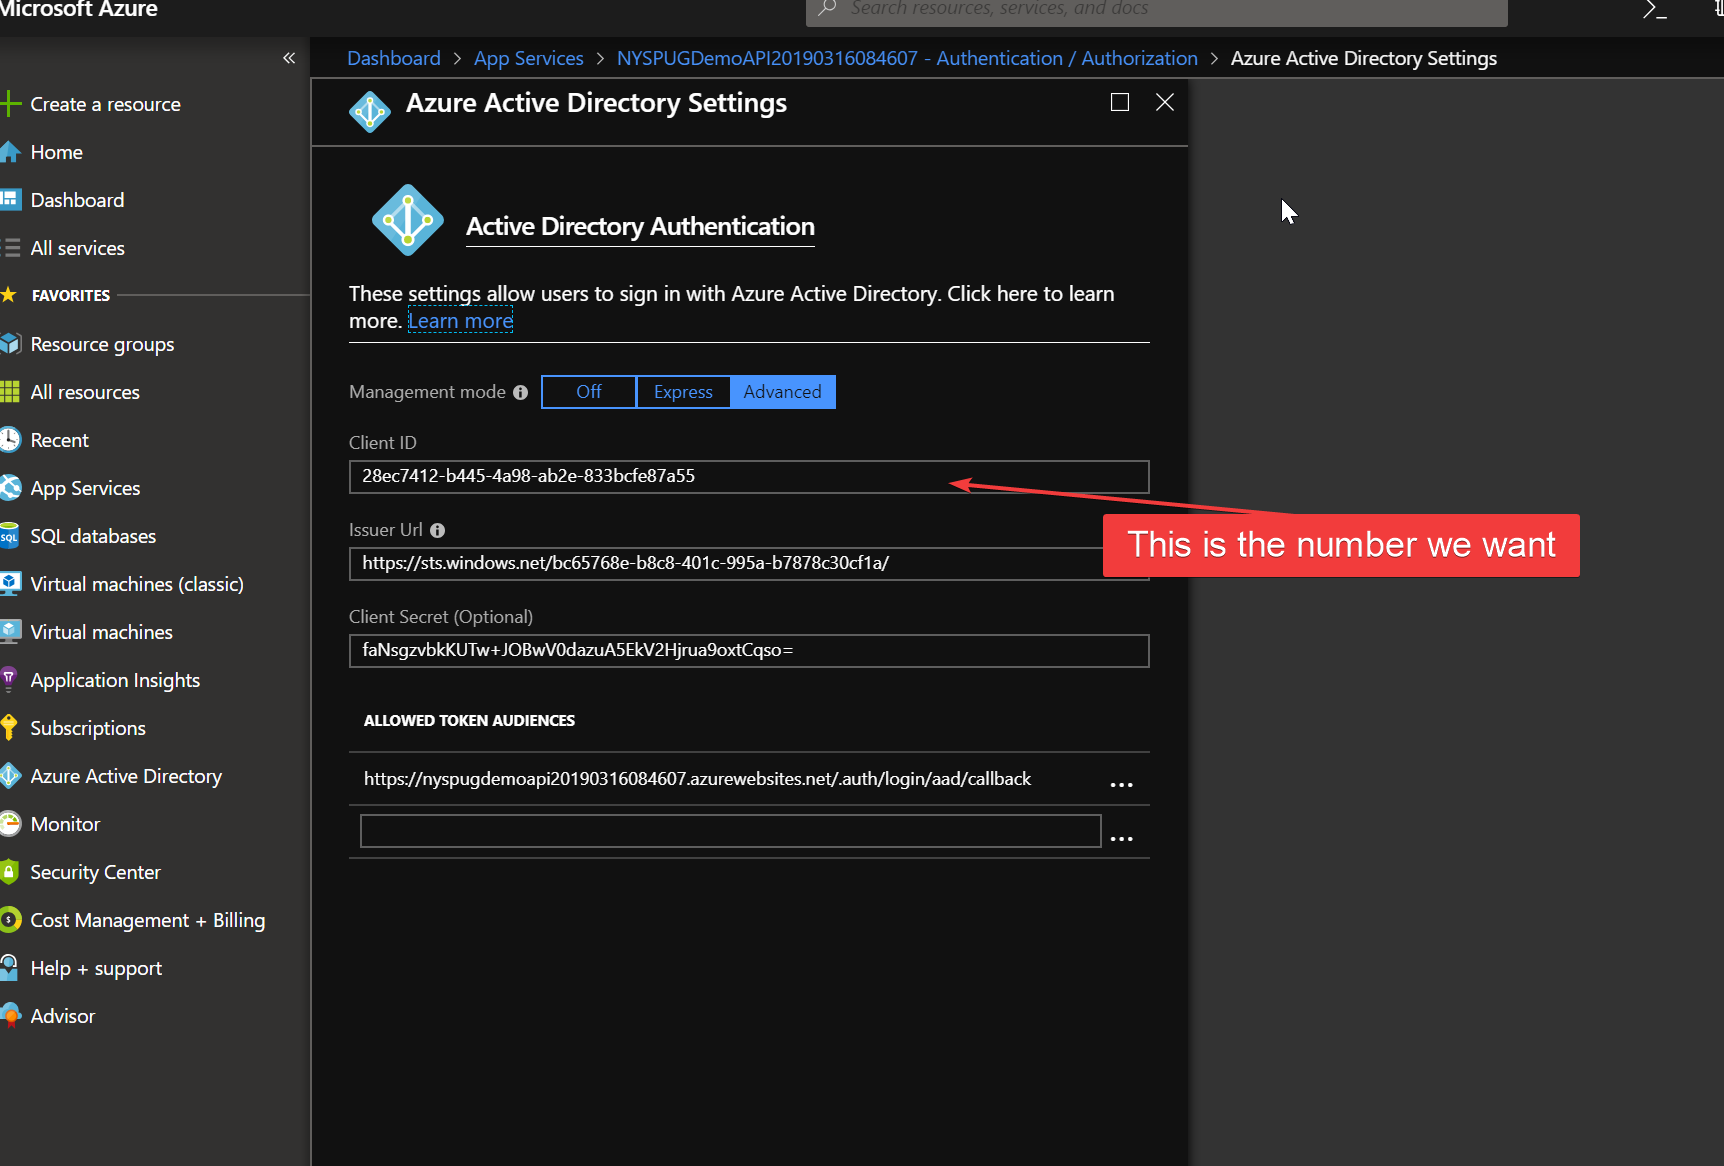 Microsoft Azure
Search resources, services, and docs
Dashboard > App Services > NYSPUGDemoAPI20190316084607 - Authentication / Authorization > Azure Active Directory Settings
Create a resource
Home
Dashboard
All services
FAVORITES
Resource groups
All resources
Recent
App Services
SQL databases
Virtual machines (classic)
Virtual machines
Application Insights
Subscriptions
Azure Active Directory
Monitor
Security Center
Cost Management + Billing
Help + support
Advisor
Azure Active Directory Settings
Active Directory Authentication
These settings allow users to sign in with Azure Active Directory. Click here to learn
more. Learn more
Management mode Off Express Advanced
Client ID
28ec7412-b445-4a98-ab2e-833bcfe87a55
This is the number we want
Issuer Url
https://sts.windows.net/bc65768e-b8c8-401c-995a-b7878c30cf1a/
Client Secret (Optional)
faNsgzvbkKUTw+JOBwV0dazuA5EkV2Hjrua9oxtCqso=
ALLOWED TOKEN AUDIENCES
https://nyspugdemoapi20190316084607.azurewebsites.net/.auth/login/aad/callback